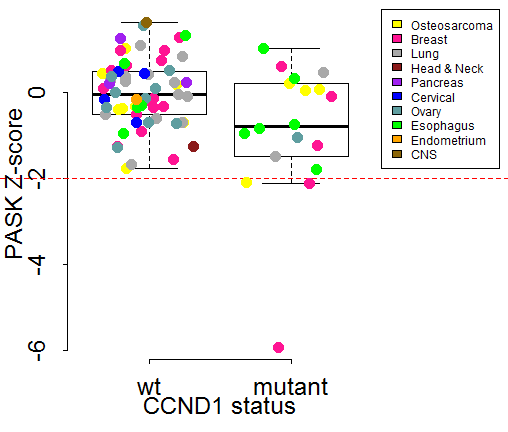 PASK Z-score
0
-2
-4
-6
wt
mutant
CCND1 status
Osteosarcoma
Breast
Lung
Head & Neck
Pancreas
Cervical
Ovary
Esophagus
Endometrium
CNS